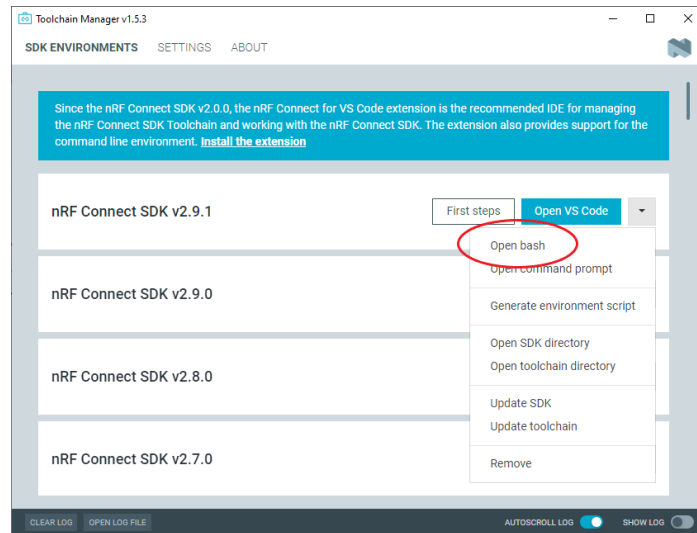 Toolchain Manager v1.5.3
SDK ENVIRONMENTS SETTINGS ABOUT
Since the nRF Connect SDK v2.0.0, the nRF Connect for VS Code extension is the recommended IDE for managing
the nRF Connect SDK Toolchain and working with the nRF Connect SDK. The extension also provides support for the
command line environment. Install the extension
nRF Connect SDK v2.9.1
First steps
Open VS Code
Open bash
Open command prompt
Generate environment script
Open SDK directory
Open toolchain directory
Update SDK
Update toolchain
Remove
nRF Connect SDK v2.9.0
nRF Connect SDK v2.8.0
nRF Connect SDK v2.7.0
CLEAR LOG OPEN LOG FILE AUTOSCROLL LOG SHOW LOG